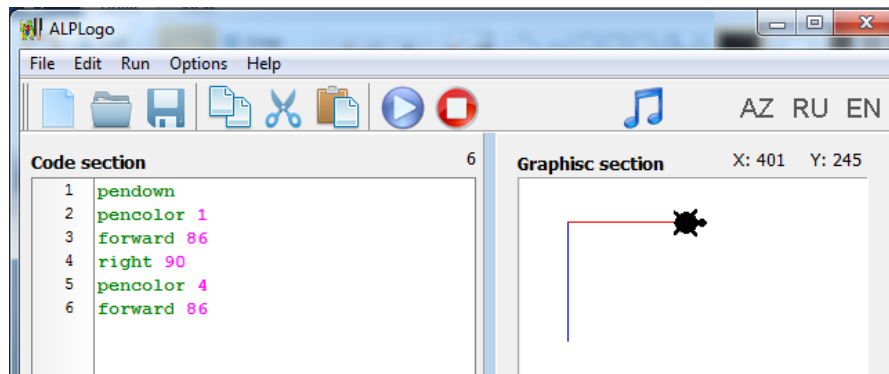 ALPLogo
File Edit Run Options Help
AZ RU EN
Code section 6
1 pendown
2 pencolor 1
3 forward 86
4 right 90
5 pencolor 4
6 forward 86
Graphisc section X: 401 Y: 245